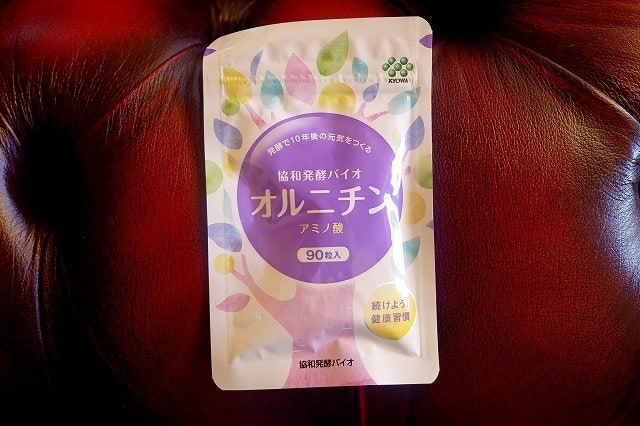 KYOWA
発酵で10年後の元気をつくる
協和発酵バイオ
オルニチン
アミノ酸
90粒入
続けよう!
健康習慣
協和発酵バイオ